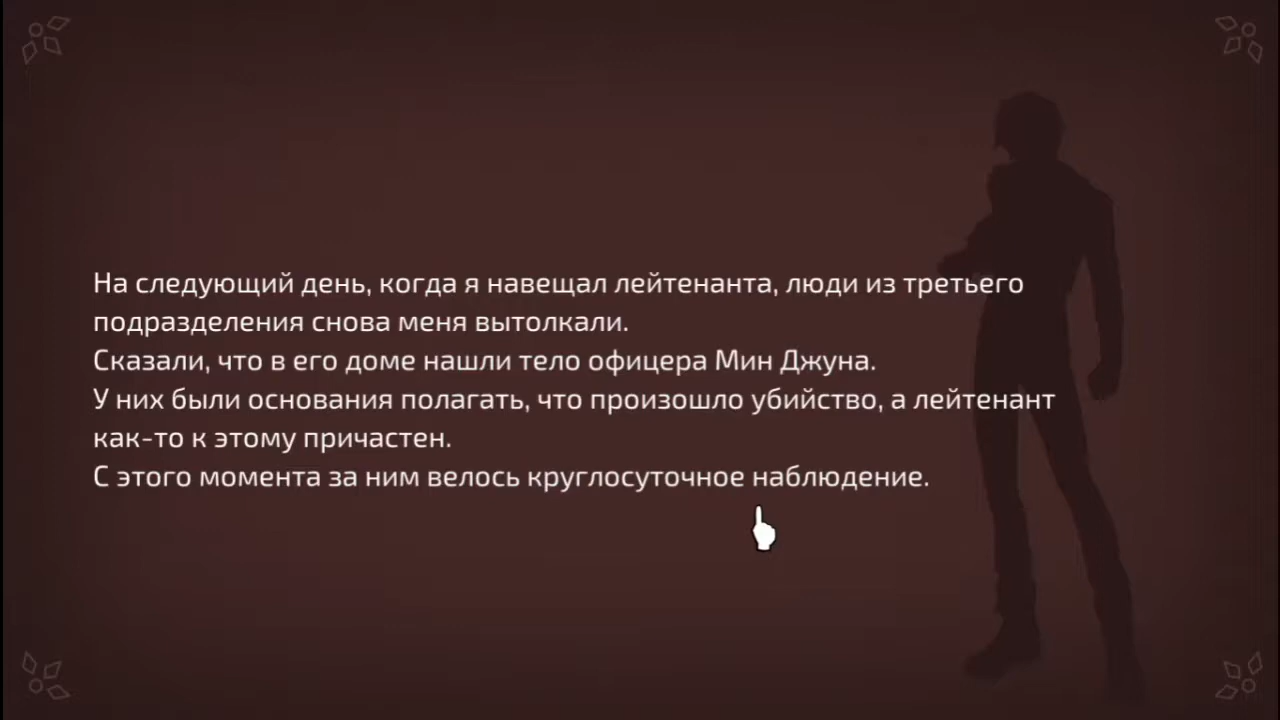 На следующий день, когда я навещал лейтенанта, люди из третьего
подразделения снова меня вытолкали.
Сказали, что в его доме нашли тело офицера Мин Джуна.
У них были основания полагать, что произошло убийство, а лейтенант
как-то к этому причастен.
С этого момента за ним велось круглосуточное наблюдение.